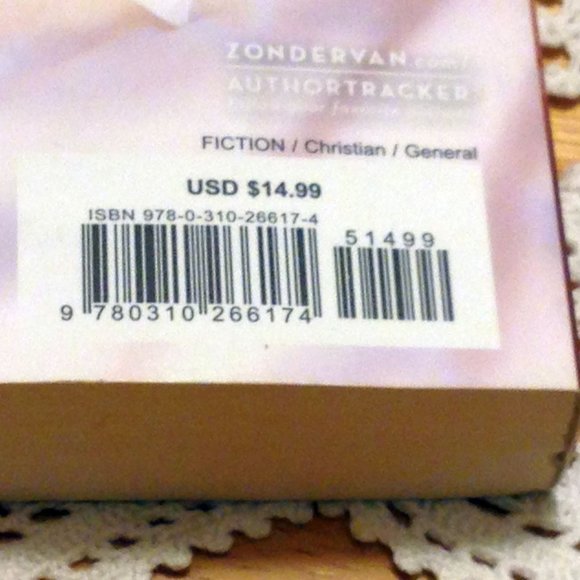 ZONDERVAN.com/
AUTHORTRACKER
FICTION / Christian / General
USD $14.99
ISBN 978-0-310-26617-4
51499
9 780310 266174